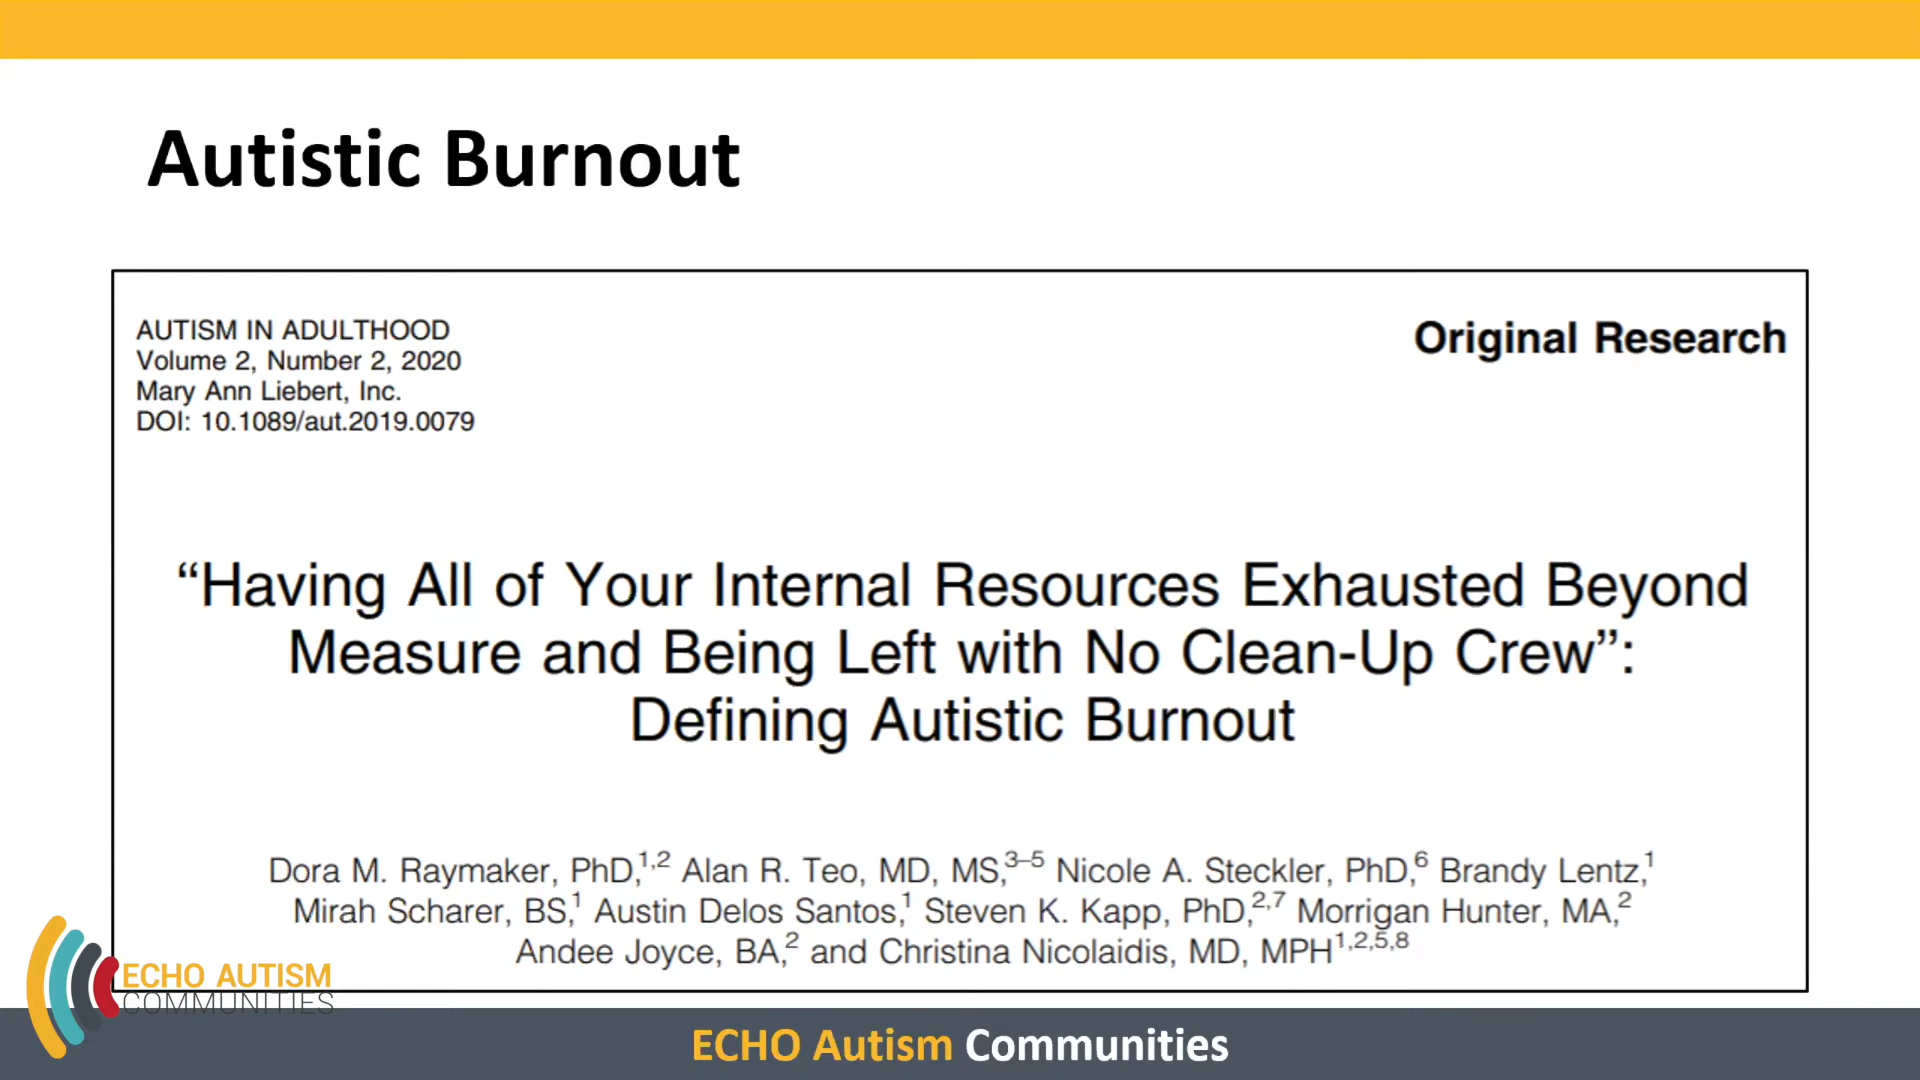 Autistic Burnout
AUTISM IN ADULTHOOD
Volume 2, Number 2, 2020
Mary Ann Liebert, Inc.
DOI: 10.1089/aut.2019.0079
Original Research
“Having All of Your Internal Resources Exhausted Beyond
Measure and Being Left with No Clean-Up Crew”:
Defining Autistic Burnout
Dora M. Raymaker, PhD,1,2 Alan R. Teo, MD, MS,3–5 Nicole A. Steckler, PhD,6 Brandy Lentz,1
Mirah Scharer, BS,1 Austin Delos Santos,1 Steven K. Kapp, PhD,2,7 Morrigan Hunter, MA,2
Andee Joyce, BA,2 and Christina Nicolaidis, MD, MPH1,2,5,8
ECHO AUTISM
COMMUNITIES
ECHO Autism Communities